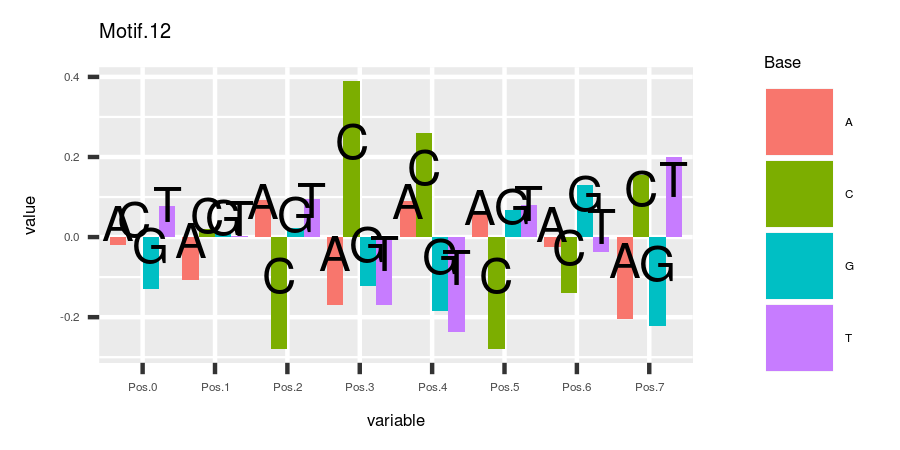 Motif.12
value
0.4
0.2
0.0
-0.2
A C G T
A C G T
A C G T
A C G T
A C G T
A C G T
A C G T
A C G T
Pos.0 Pos.1 Pos.2 Pos.3 Pos.4 Pos.5 Pos.6 Pos.7
variable
Base
A
C
G
T